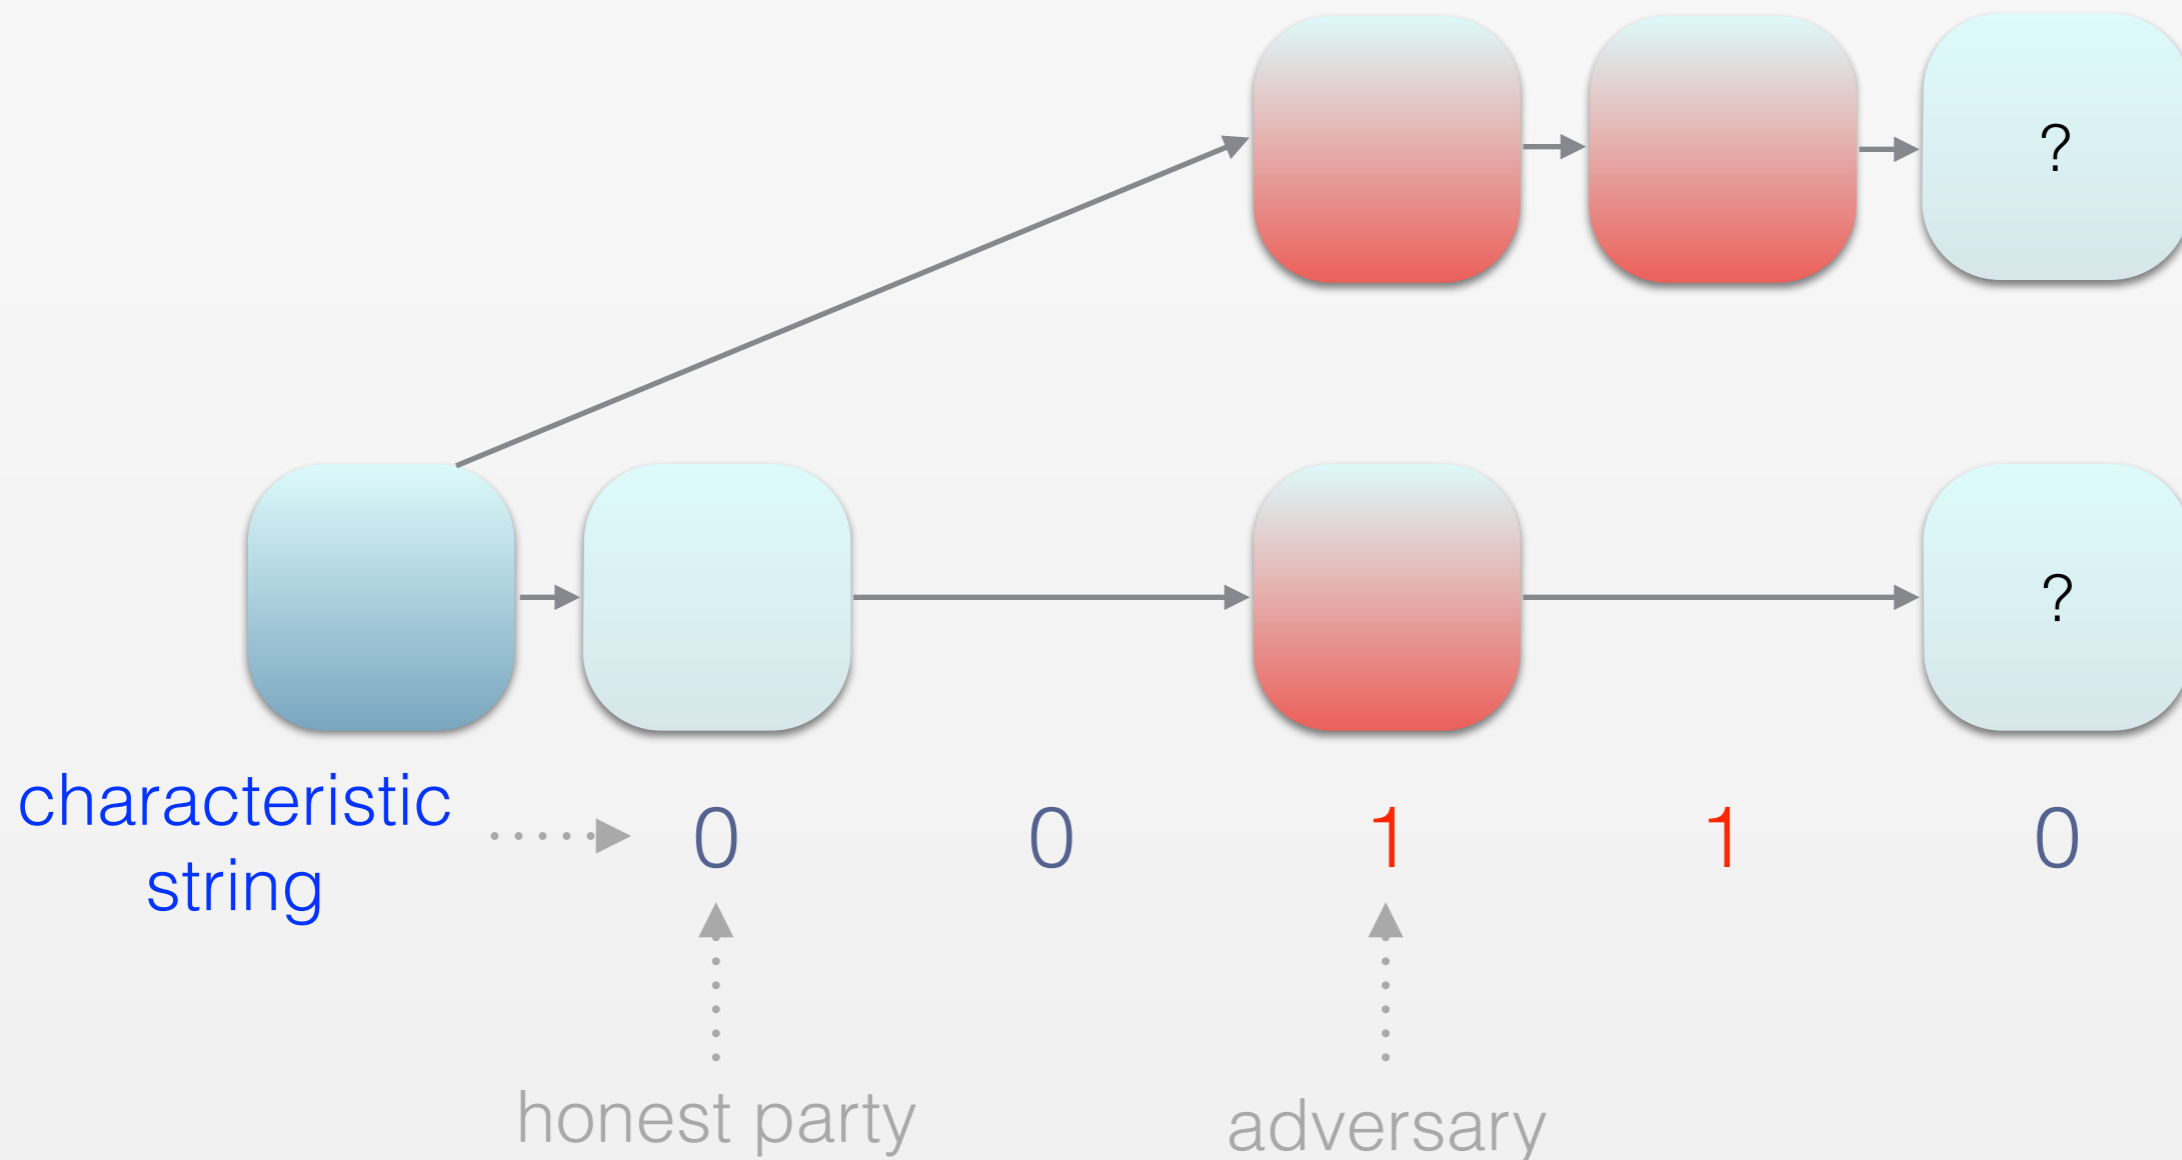 ?
?
characteristic
string
0 0 1 1 0
honest party
adversary